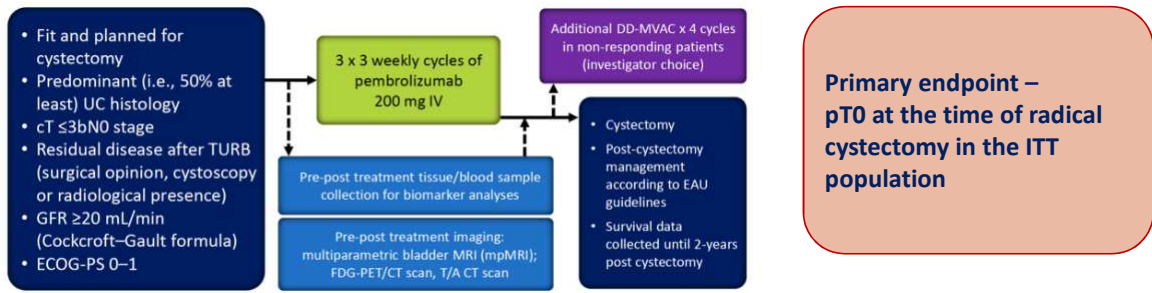 • Fit and planned for
cystectomy
• Predominant (i.e., 50% at
least) UC histology
• cT ≤3bN0 stage
• Residual disease after TURB
(surgical opinion, cystoscopy
or radiological presence)
• GFR ≥20 mL/min
(Cockcroft–Gault formula)
• ECOG-PS 0–1
3 x 3 weekly cycles of
pembrolizumab
200 mg IV
Pre-post treatment tissue/blood sample
collection for biomarker analyses
Pre-post treatment imaging:
multiparametric bladder MRI (mpMRI);
FDG-PET/CT scan, T/A CT scan
Additional DD-MVAC x 4 cycles
in non-responding patients
(investigator choice)
• Cystectomy
• Post-cystectomy
management
according to EAU
guidelines
• Survival data
collected until 2-years
post cystectomy
Primary endpoint –
pT0 at the time of radical
cystectomy in the ITT
population